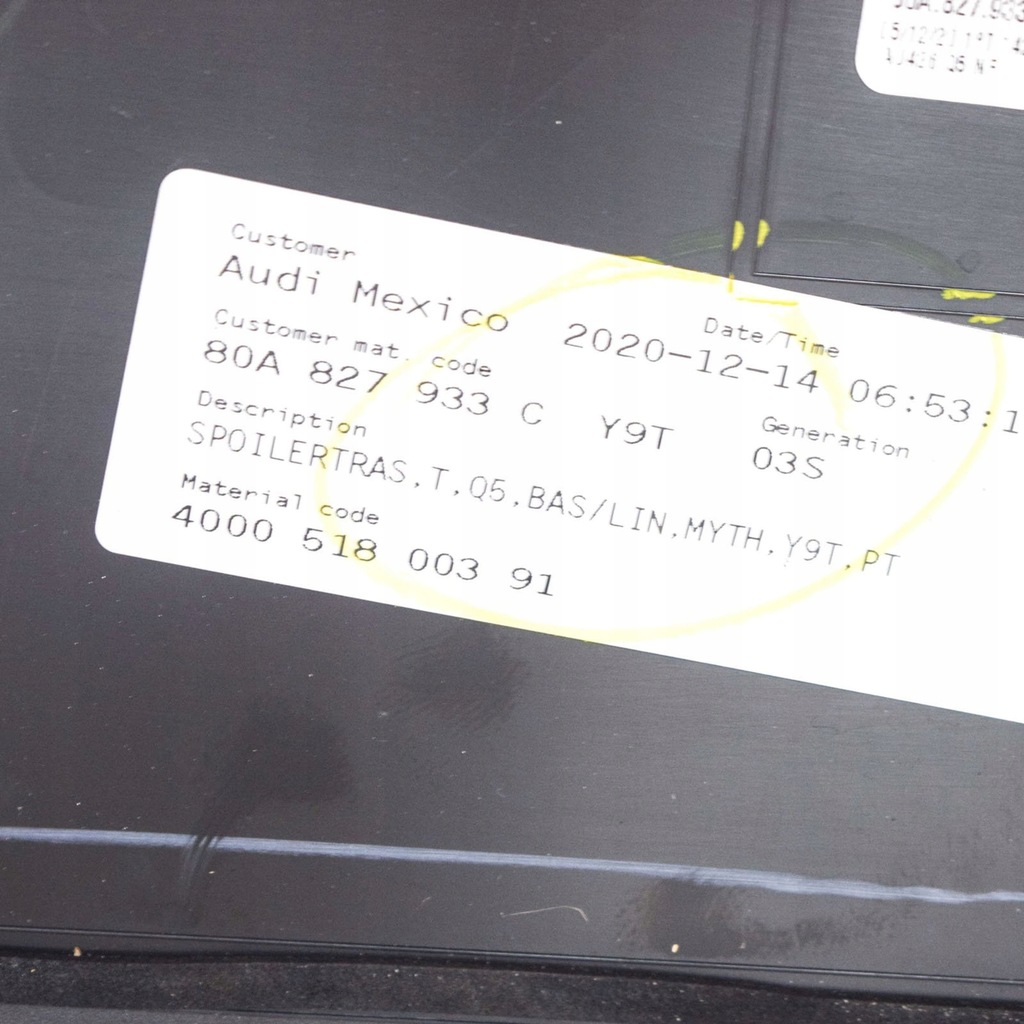 Customer
Audi Mexico
Date/Time
2020-12-14 06:53:1
Customer mat. code
80A 827 933 C Y9T
Generation
03S
Description
SPOILERTRAS,T,Q5,BAS/LIN,MYTH,Y9T,PT
Material code
4000 518 003 91